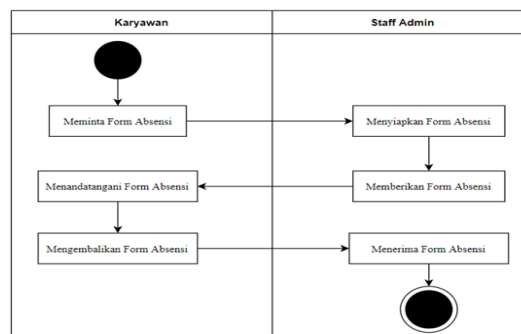 Karyawan
Staff Admin
Meminta Form Absensi
Menyiapkan Form Absensi
Menandatangani Form Absensi
Memberikan Form Absensi
Mengembalikan Form Absensi
Menerima Form Absensi